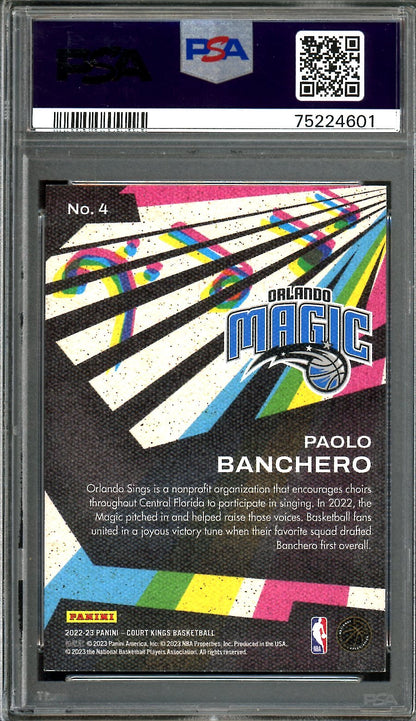 PSA
PSA
75224601
No. 4
ORLANDO
MAGIC
PAOLO
BANCHERO
Orlando Sings is a nonprofit organization that encourages choirs
throughout Central Florida to participate in singing. In 2022, the
Magic pitched in and helped raise those voices. Basketball fans
united in a joyous victory tune when their favorite squad drafted
Banchero first overall.
PANINI
2022-23 PANINI – COURT KINGS BASKETBALL
© 2023 Panini America, Inc. © 2023 NBA Properties, Inc. Produced in the USA.
© 2023 the National Basketball Players Association. All rights reserved.
NBA
PSA